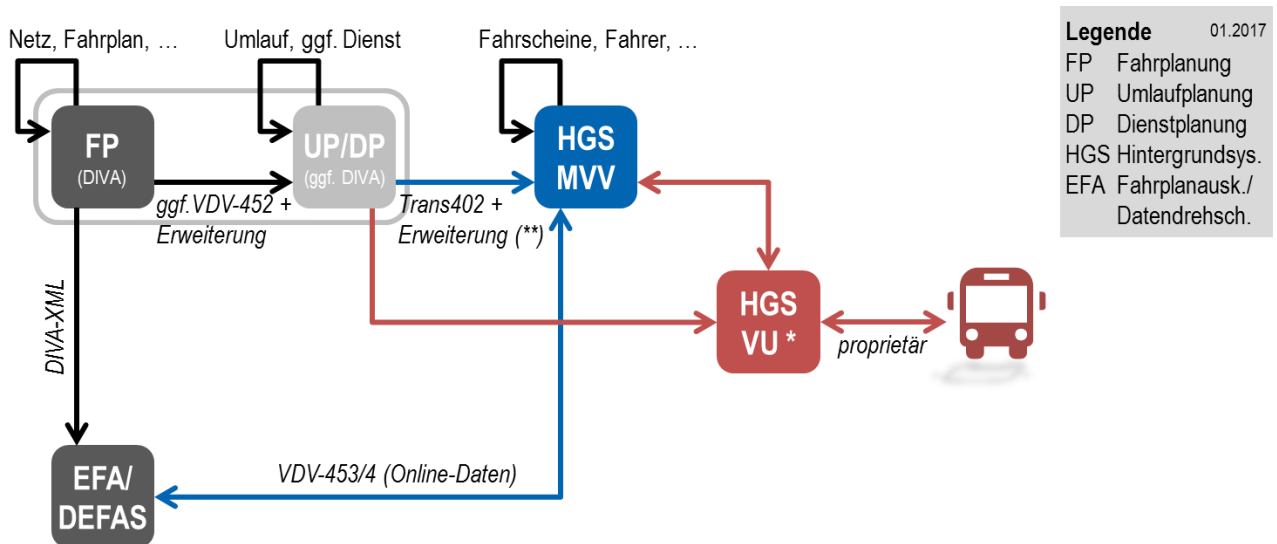 Netz, Fahrplan, …
Umlauf, ggf. Dienst
Fahrscheine, Fahrer, …
Legende 01.2017
FP Fahrplanung
UP Umlaufplanung
DP Dienstplanung
HGS Hintergrundsys.
EFA Fahrplanausk./
Datendrehsch.
FP
(DIVA)
UP/DP
(ggf. DIVA)
HGS
MVV
ggf.VDV-452 +
Erweiterung
Trans402 +
Erweiterung (**)
DIVA-XML
HGS
VU *
proprietär
EFA/
DEFAS
VDV-453/4 (Online-Daten)